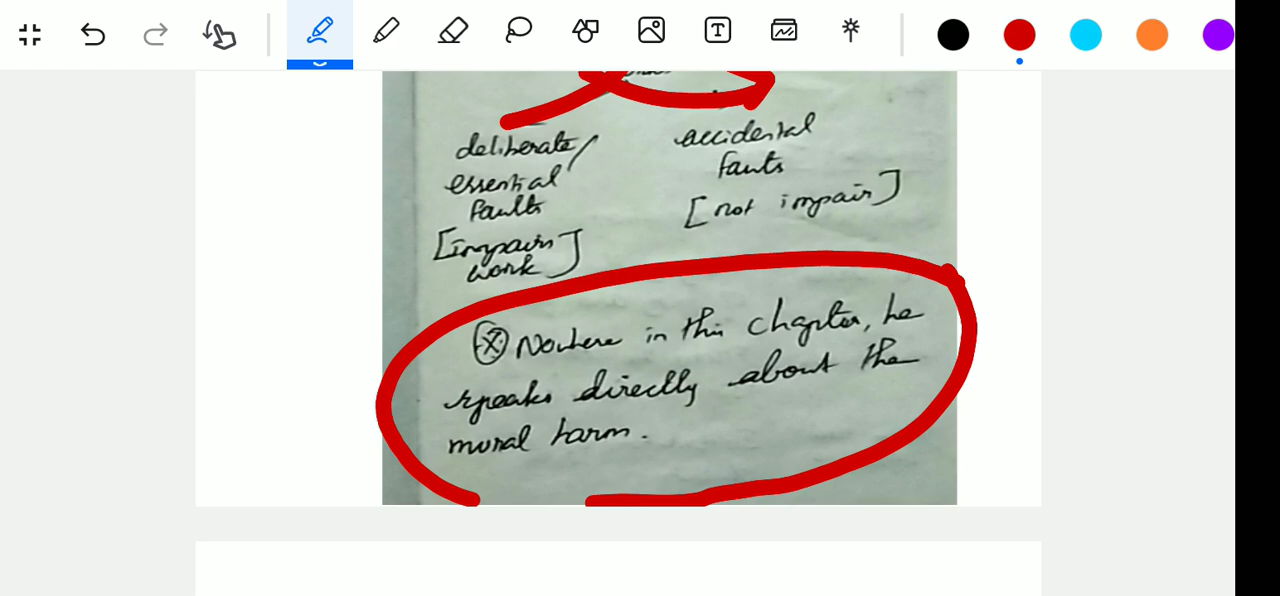 deliberate/
accidental
essential
faults
faults
[not impair]
[impairs
work]
(X) Nowhere in this chapter, he
speaks directly about the
moral harm.